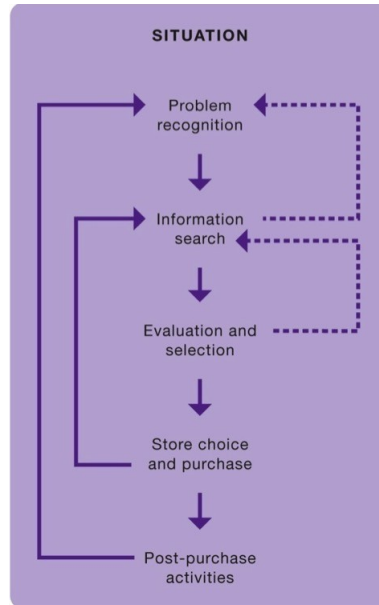 SITUATION
Problem
recognition
Information
search
Evaluation and
selection
Store choice
and purchase
Post-purchase
activities